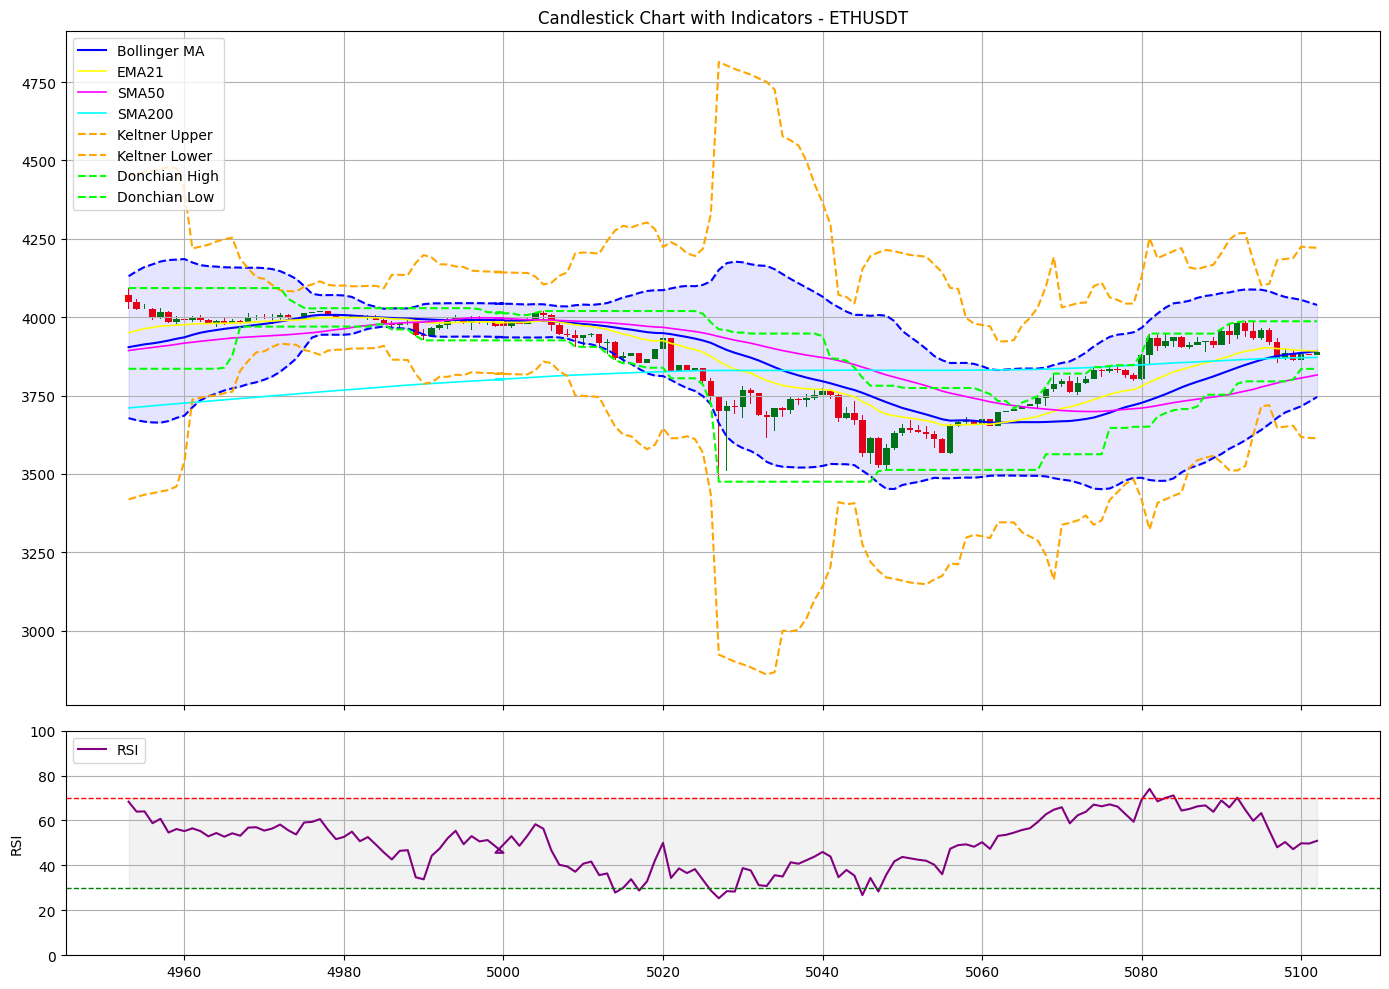 Candlestick Chart with Indicators - ETHUSDT
Bollinger MA
EMA21
SMA50
SMA200
Keltner Upper
Keltner Lower
Donchian High
Donchian Low
4750
4500
4250
4000
3750
3500
3250
3000
RSI
100
80
60
40
20
0
RSI
4960 4980 5000 5020 5040 5060 5080 5100